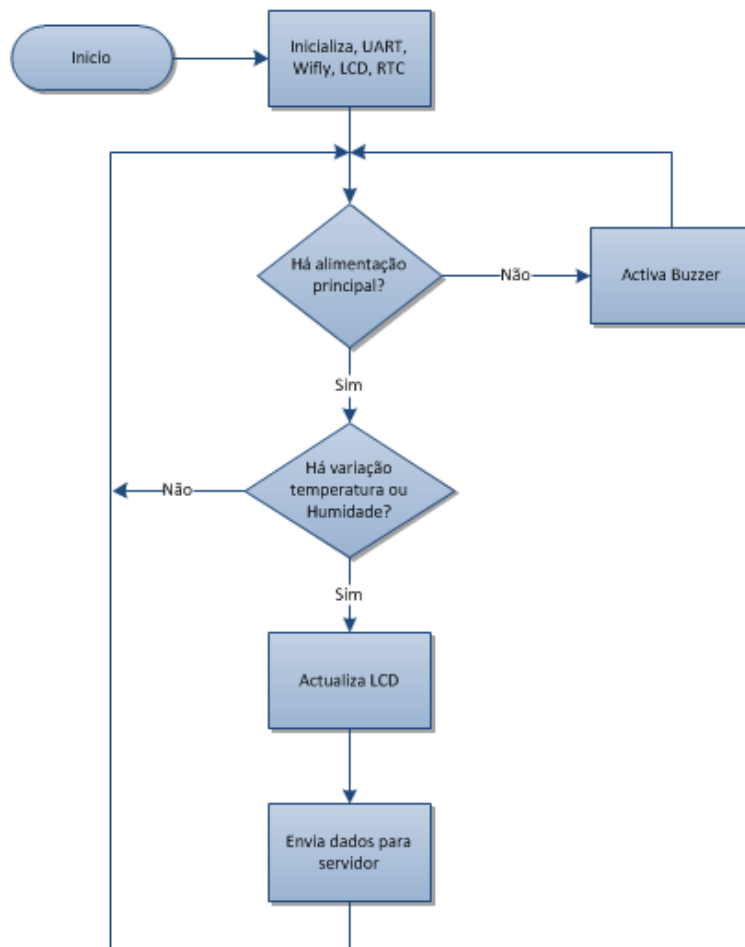 Inicio
Inicializa, UART,
Wifly, LCD, RTC
Há alimentação
principal?
Não
Activa Buzzer
Sim
Há variação
temperatura ou
Humidade?
Não
Sim
Actualiza LCD
Envia dados para
servidor